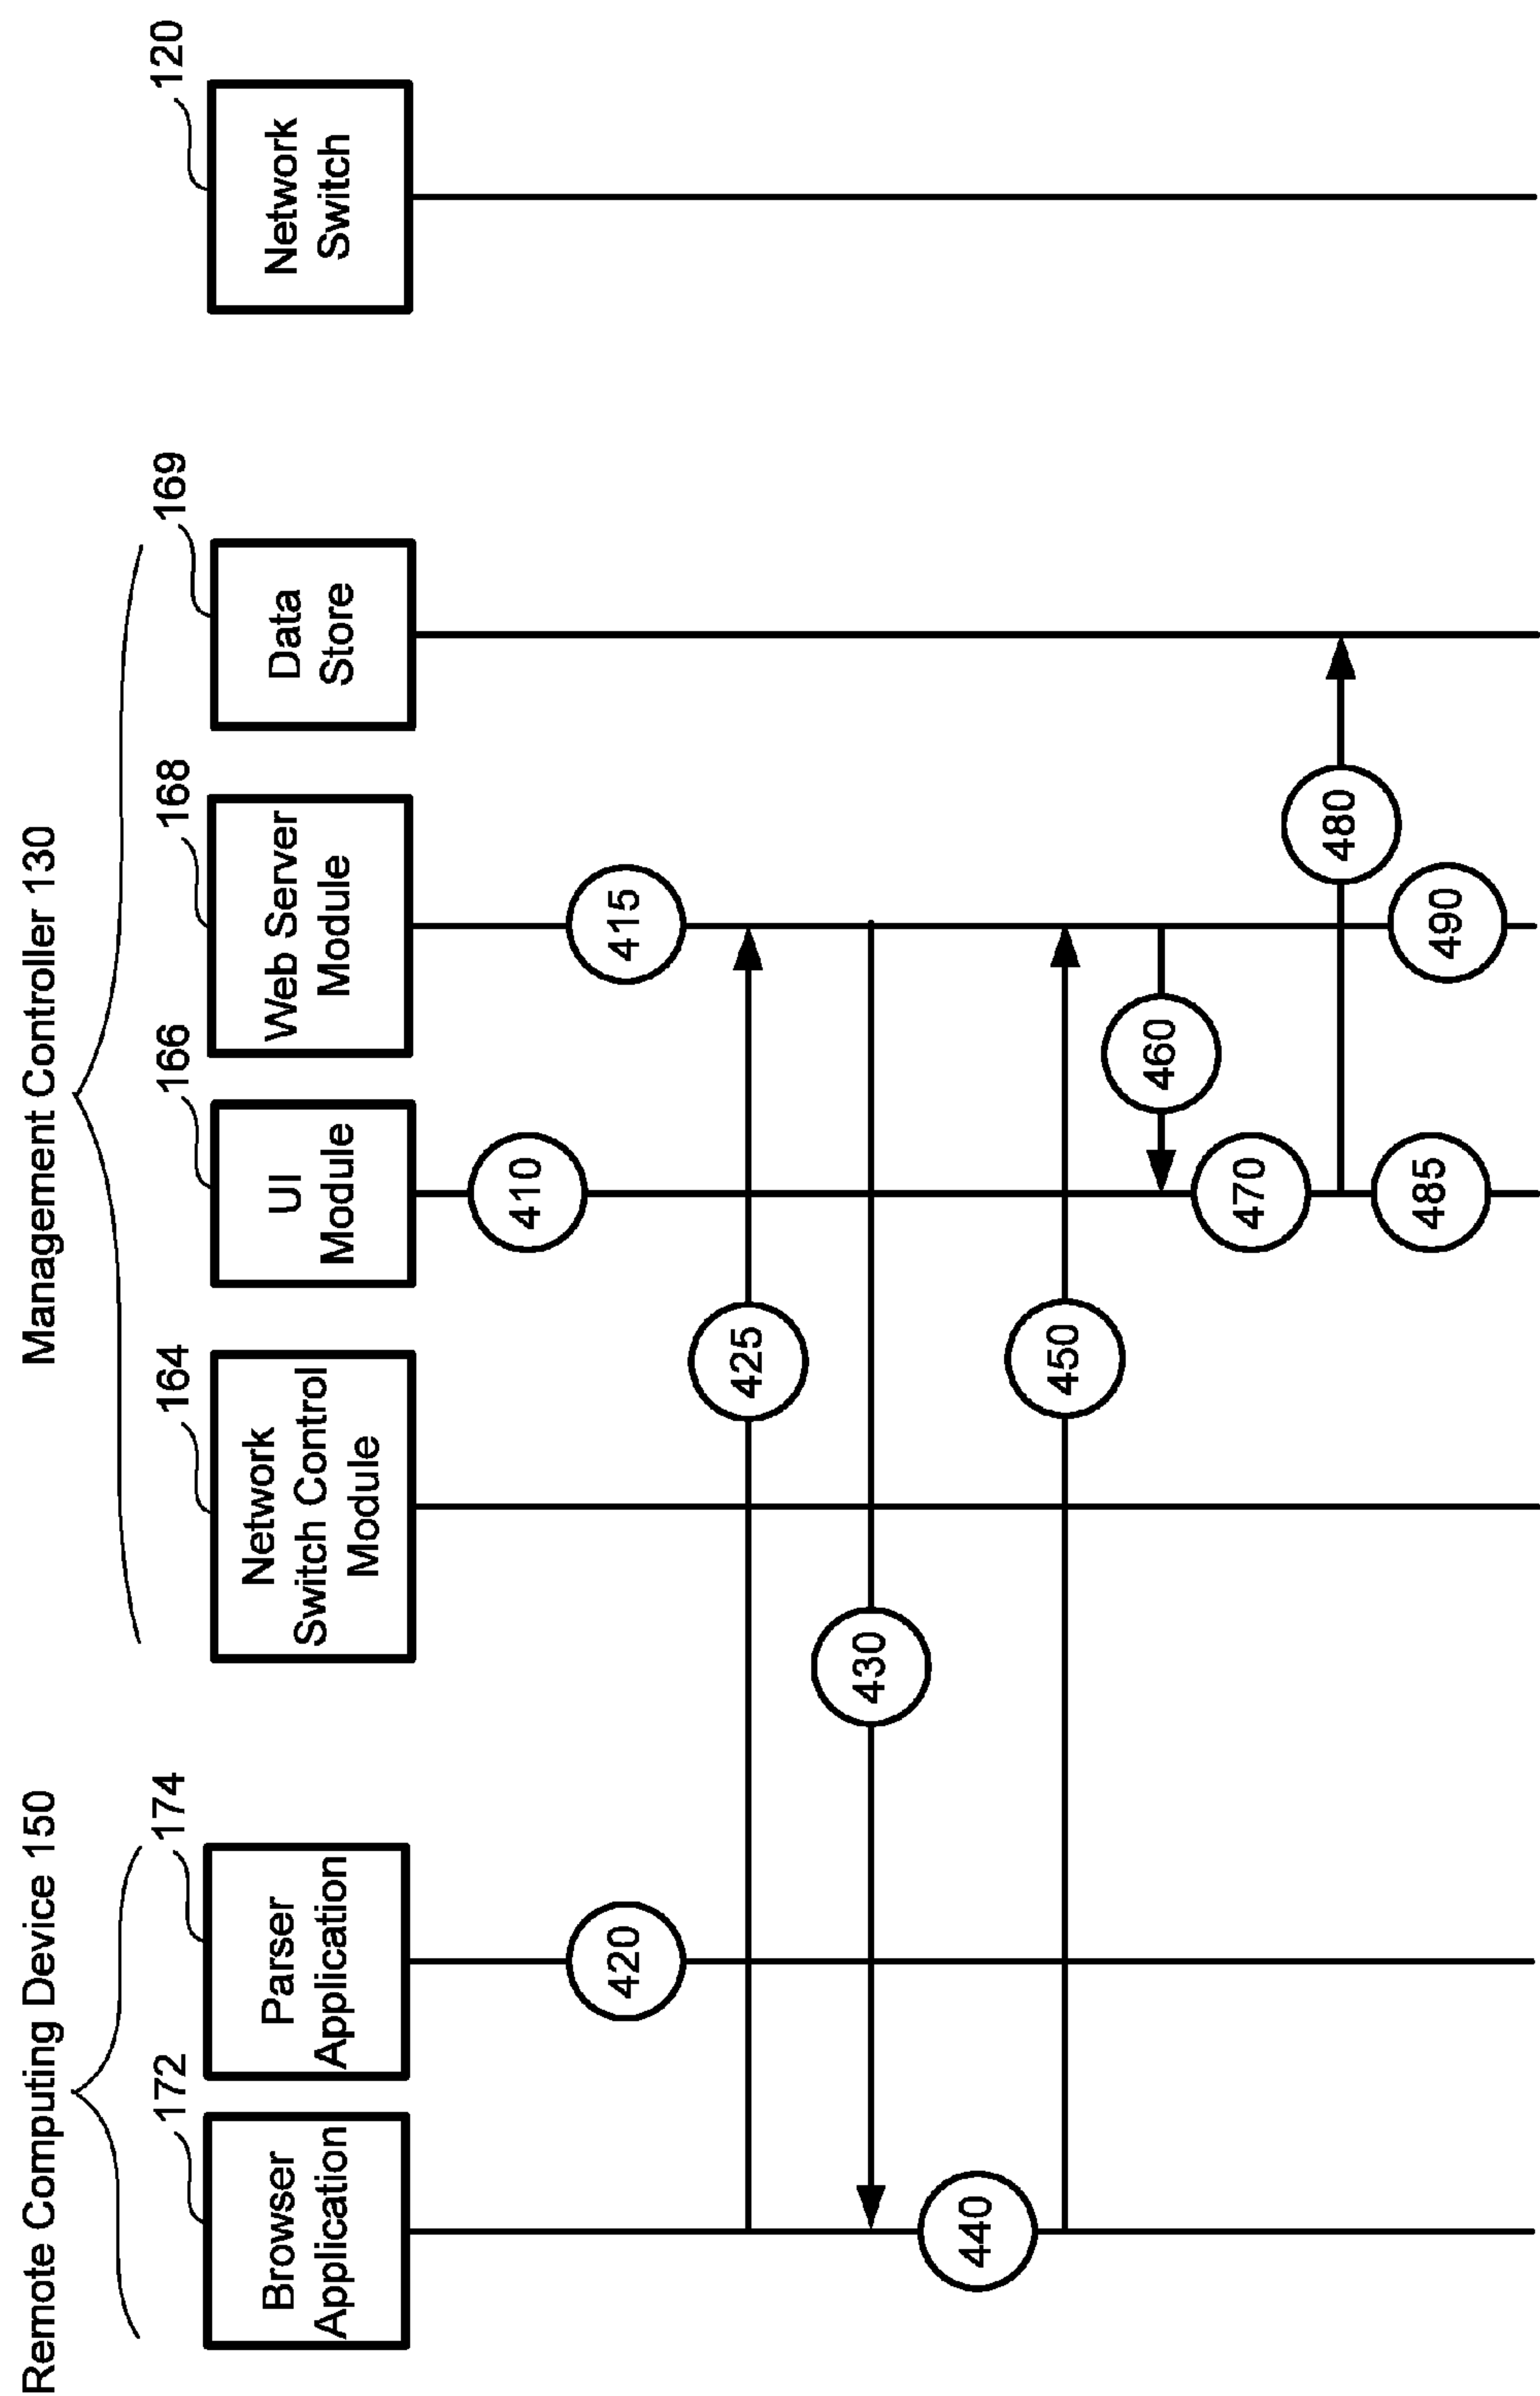 Remote Computing Device 150
Management Controller 130
172
174
164
166
168
169
120
Browser
Application
Parser
Application
Network
Switch Control
Module
UI
Module
Web Server
Module
Data
Store
Network
Switch
410
420
415
425
430
440
450
460
470
480
485
490